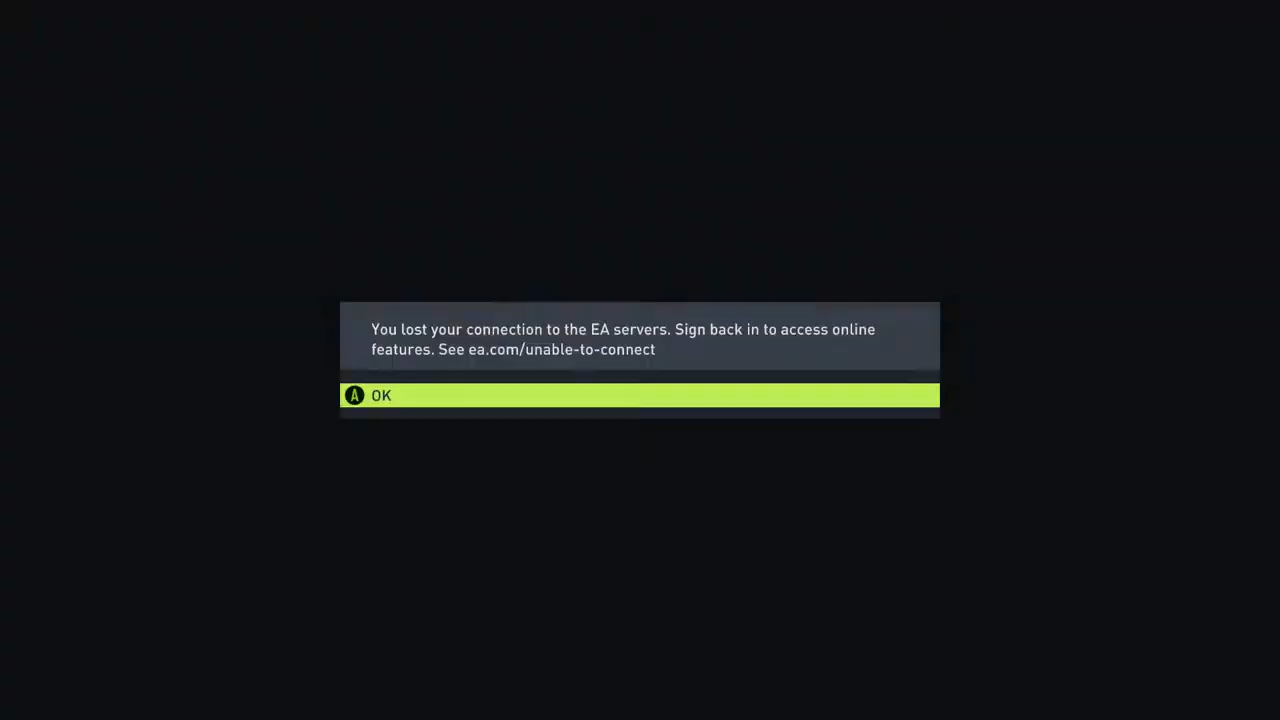 You lost your connection to the EA servers. Sign back in to access online
features. See ea.com/unable-to-connect
A OK